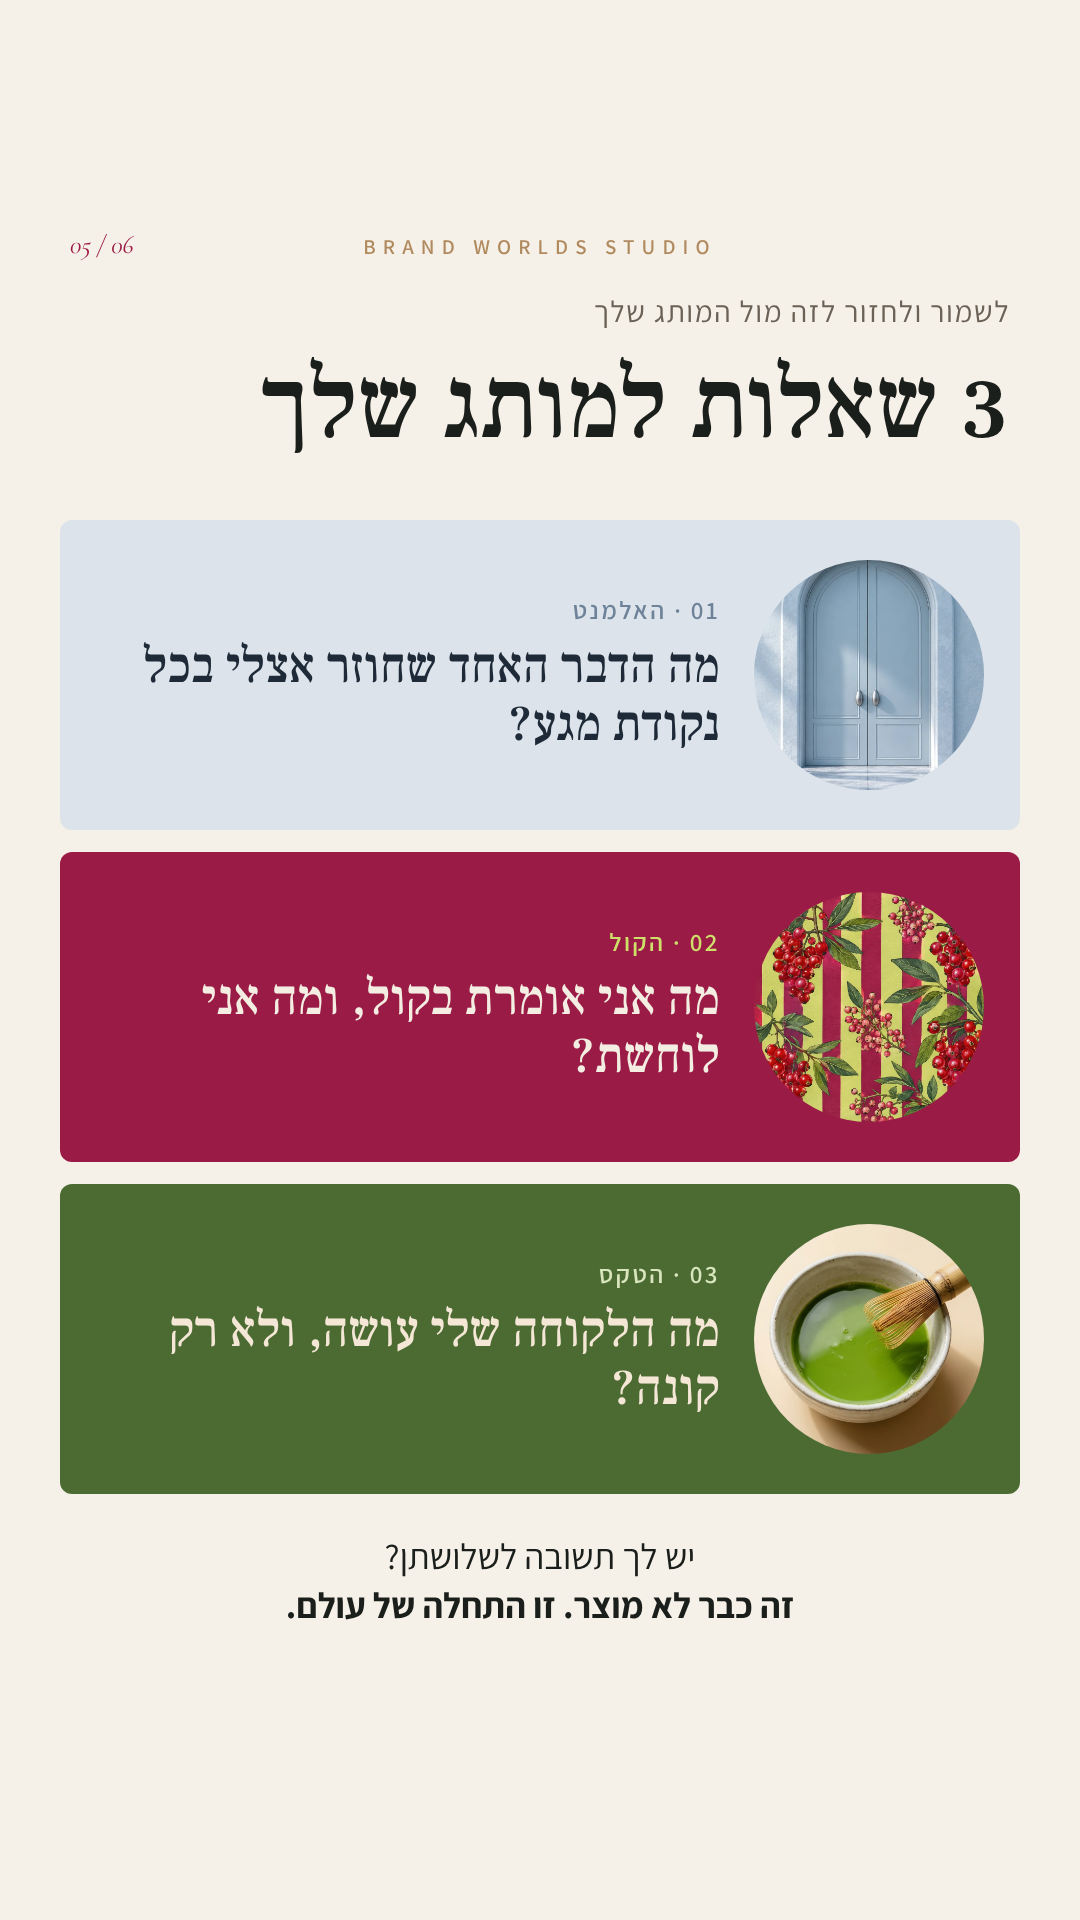 05 / 06
BRAND WORLDS STUDIO
לשמור ולחזור לזה מול המותג שלך
3 שאלות למותג שלך
01 · האלמנט
מה הדבר האחד שחוזר אצלי בכל
נקודת מגע?
02 · הקול
מה אני אומרת בקול, ומה אני
לוחשת?
03 · הטקס
מה הלקוחה שלי עושה, ולא רק
קונה?
יש לך תשובה לשלושתן?
זה כבר לא מוצר. זו התחלה של עולם.